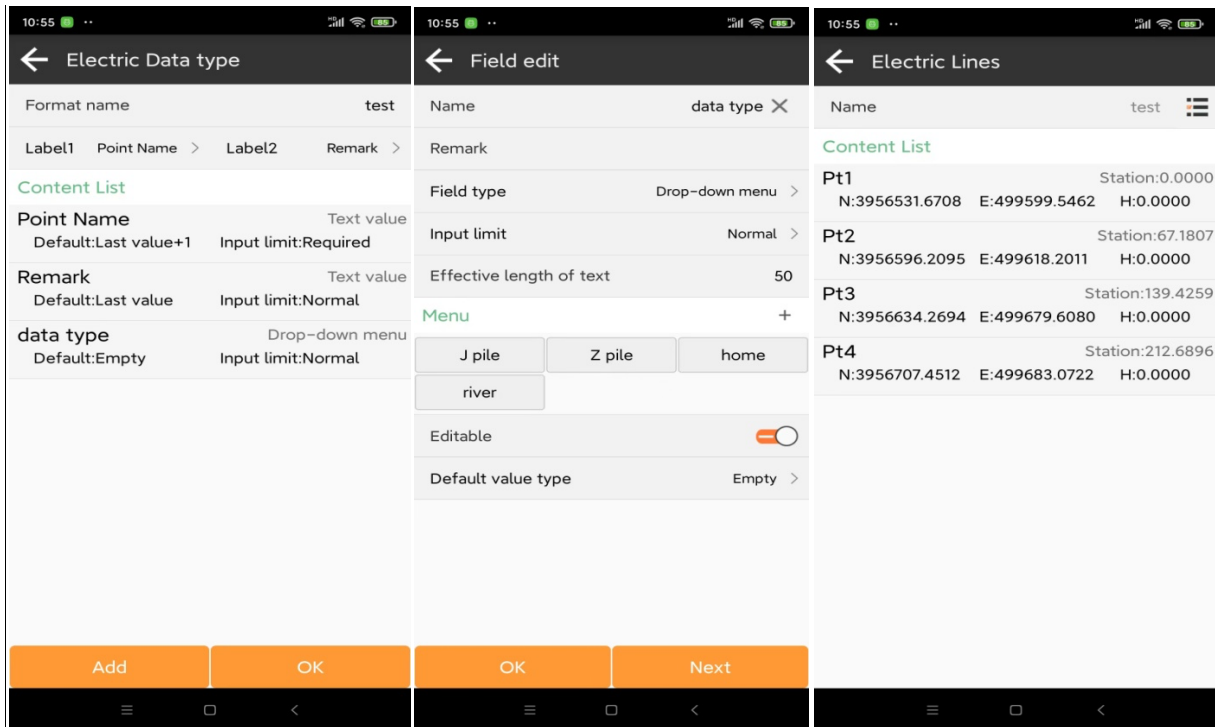 10:55 ··
HD 85
Electric Data type
Format name test
Label1 Point Name > Label2 Remark >
Content List
Point Name Text value
Default:Last value+1 Input limit:Required
Remark Text value
Default:Last value Input limit:Normal
data type Drop-down menu
Default:Empty Input limit:Normal
Add OK
10:55 ··
HD 85
Field edit
Name data type
Remark
Field type Drop-down menu >
Input limit Normal >
Effective length of text 50
Menu +
J pile Z pile home
river
Editable
Default value type Empty >
OK Next
10:55 ··
HD 85
Electric Lines
Name test
Content List
Pt1 Station:0.0000
N:3956531.6708 E:499599.5462 H:0.0000
Pt2 Station:67.1807
N:3956596.2095 E:499618.2011 H:0.0000
Pt3 Station:139.4259
N:3956634.2694 E:499679.6080 H:0.0000
Pt4 Station:212.6896
N:3956707.4512 E:499683.0722 H:0.0000